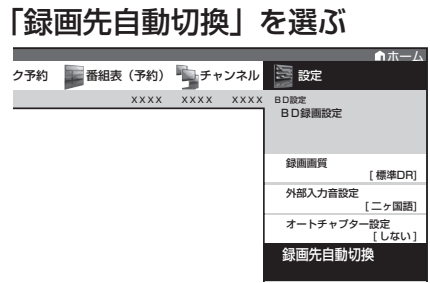 「録画先自動切換」を選ぶ
ホーム
ク予約 番組表（予約） チャンネル 設定
XXXX XXXX XXXX BD設定
BD録画設定
録画画質
[標準DR]
外部入力音設定
[二ヶ国語]
オートチャプター設定
[しない]
録画先自動切換